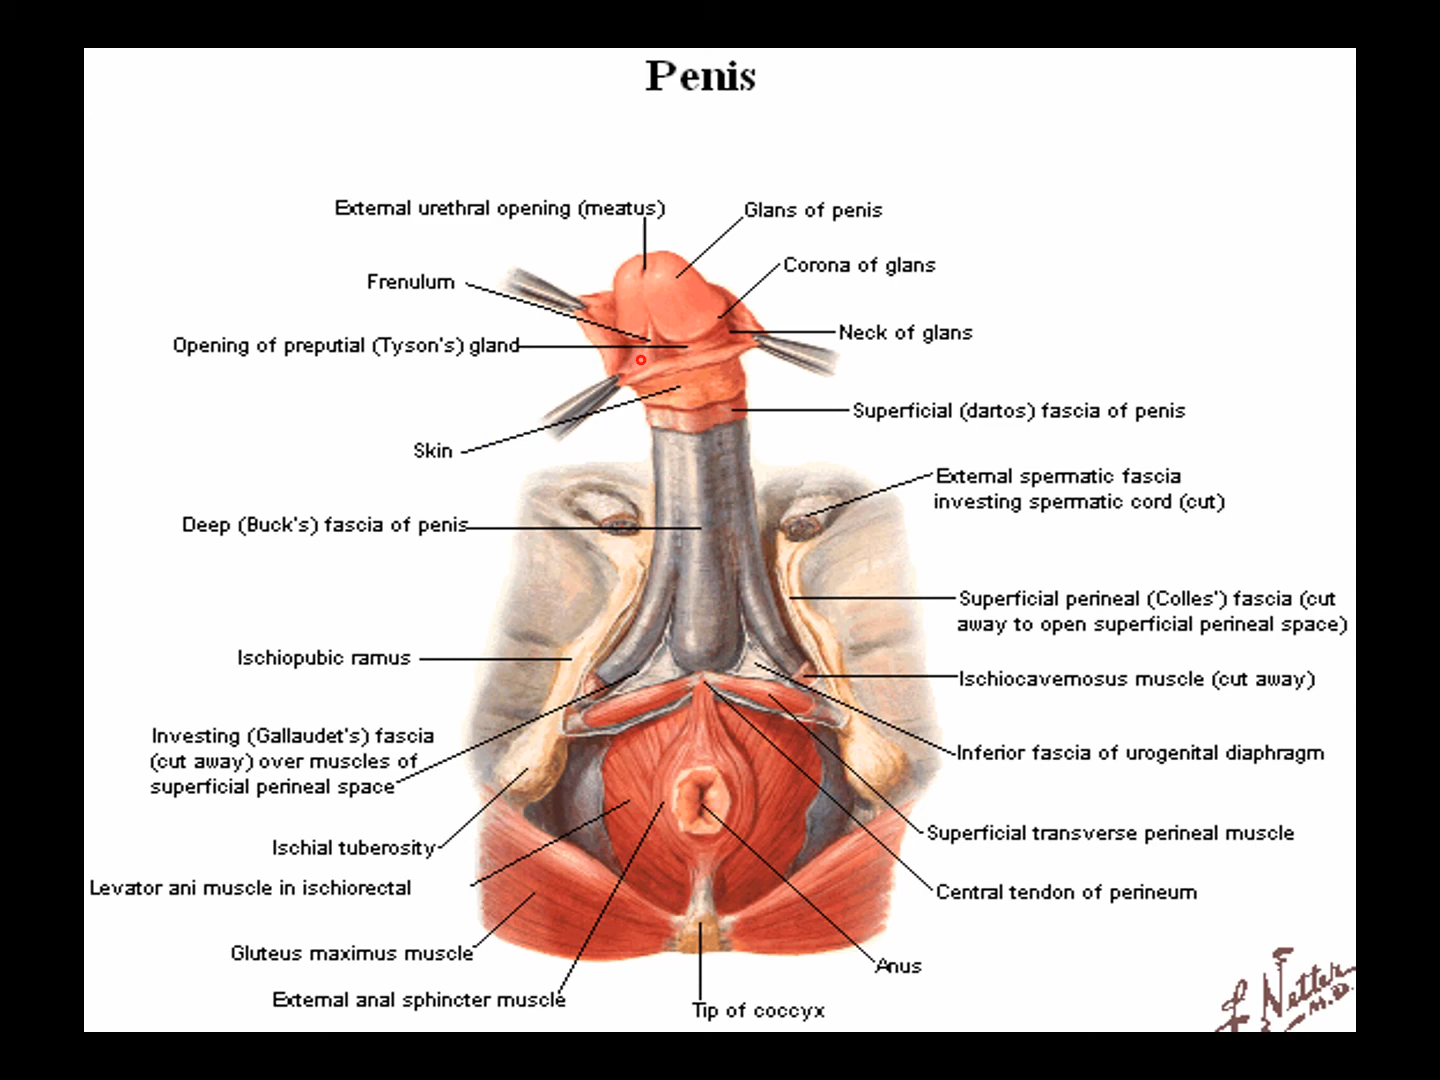 Penis
External urethral opening (meatus)
Glans of penis
Corona of glans
Frenulum
Neck of glans
Opening of preputial (Tyson's) gland
Superficial (dartos) fascia of penis
Skin
External spermatic fascia
investing spermatic cord (cut)
Deep (Buck's) fascia of penis
Superficial perineal (Colles') fascia (cut
away to open superficial perineal space)
Ischiopubic ramus
Ischiocavernosus muscle (cut away)
Investing (Gallaudet's) fascia
(cut away) over muscles of
superficial perineal space
Inferior fascia of urogenital diaphragm
Superficial transverse perineal muscle
Ischial tuberosity
Levator ani muscle in ischiorectal
Central tendon of perineum
Gluteus maximus muscle
Anus
External anal sphincter muscle
Tip of coccyx
F. Netter
M.D.